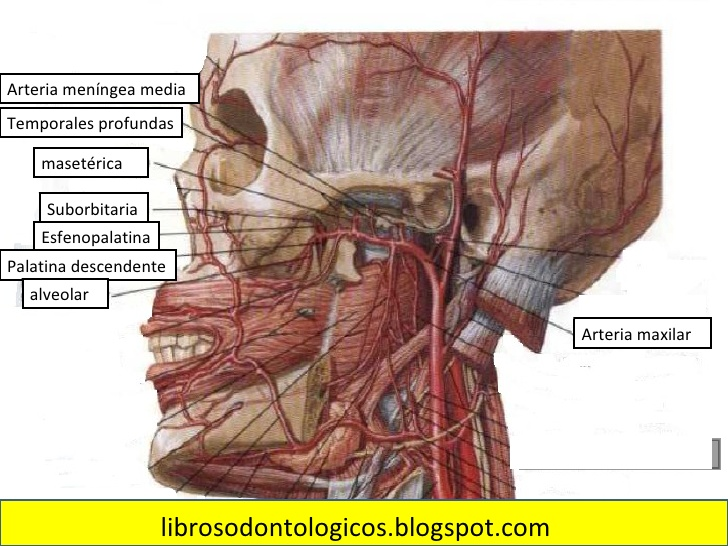 Arteria meníngea media
Temporales profundas
masetérica
Suborbitaria
Esfenopalatina
Palatina descendente
alveolar
Arteria maxilar
librosodontologicos.blogspot.com